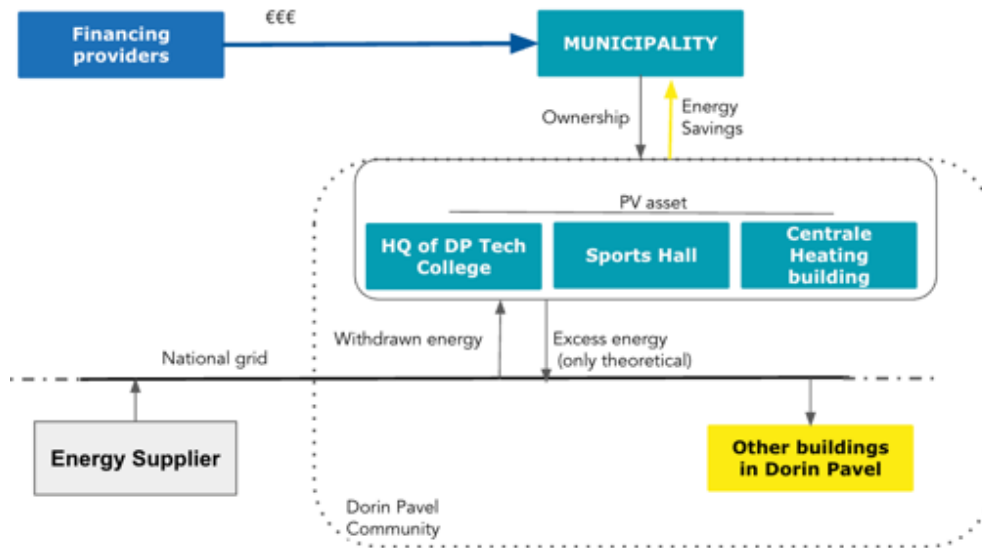 €€€
Financing
providers
MUNICIPALITY
Ownership
Energy
Savings
PV asset
HQ of DP Tech
College
Sports Hall
Centrale
Heating
building
Withdrawn energy
Excess energy
(only theoretical)
National grid
Energy Supplier
Other buildings
in Dorin Pavel
Dorin Pavel
Community